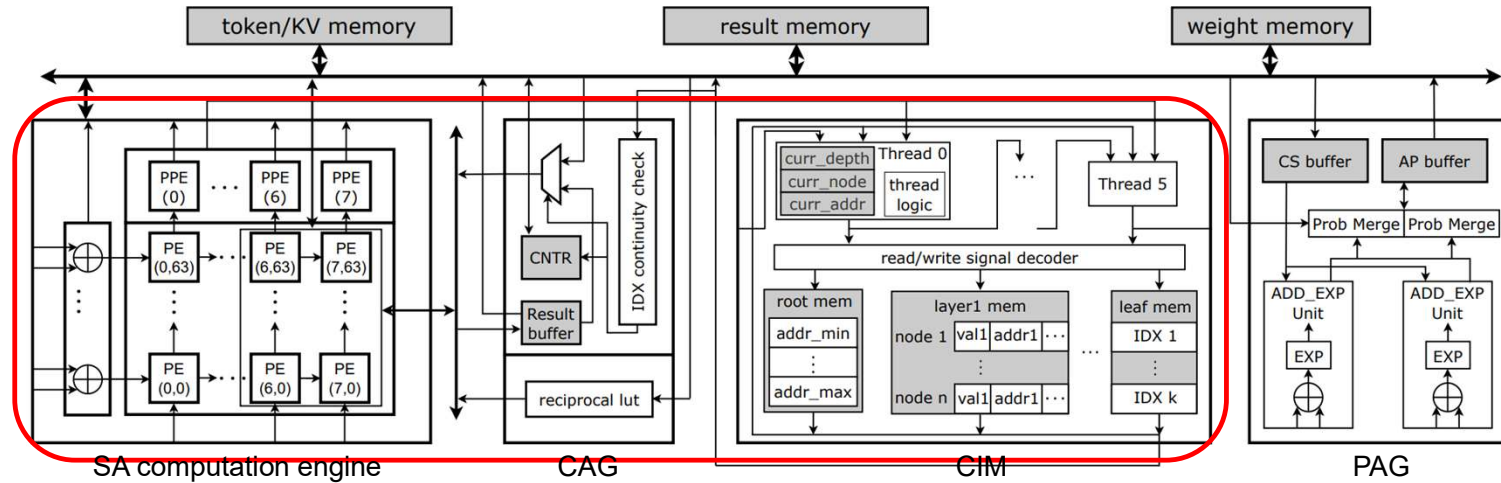 token/KV memory
result memory
weight memory
PPE
(0)
...
PPE
(6)
PPE
(7)
PE
(0,63)
...
PE
(6,63)
PE
(7,63)
PE
(0,0)
...
PE
(6,0)
PE
(7,0)
SA computation engine
IDX continuity check
CNTR
Result
buffer
reciprocal lut
CAG
curr_depth
curr_node
curr_addr
Thread 0
thread
logic
...
Thread 5
read/write signal decoder
root mem
addr_min
addr_max
layer1 mem
node 1
val1
addr1
...
node n
val1
addr1
...
...
leaf mem
IDX 1
IDX k
CIM
CS buffer
AP buffer
Prob Merge
Prob Merge
ADD_EXP
Unit
EXP
ADD_EXP
Unit
EXP
PAG